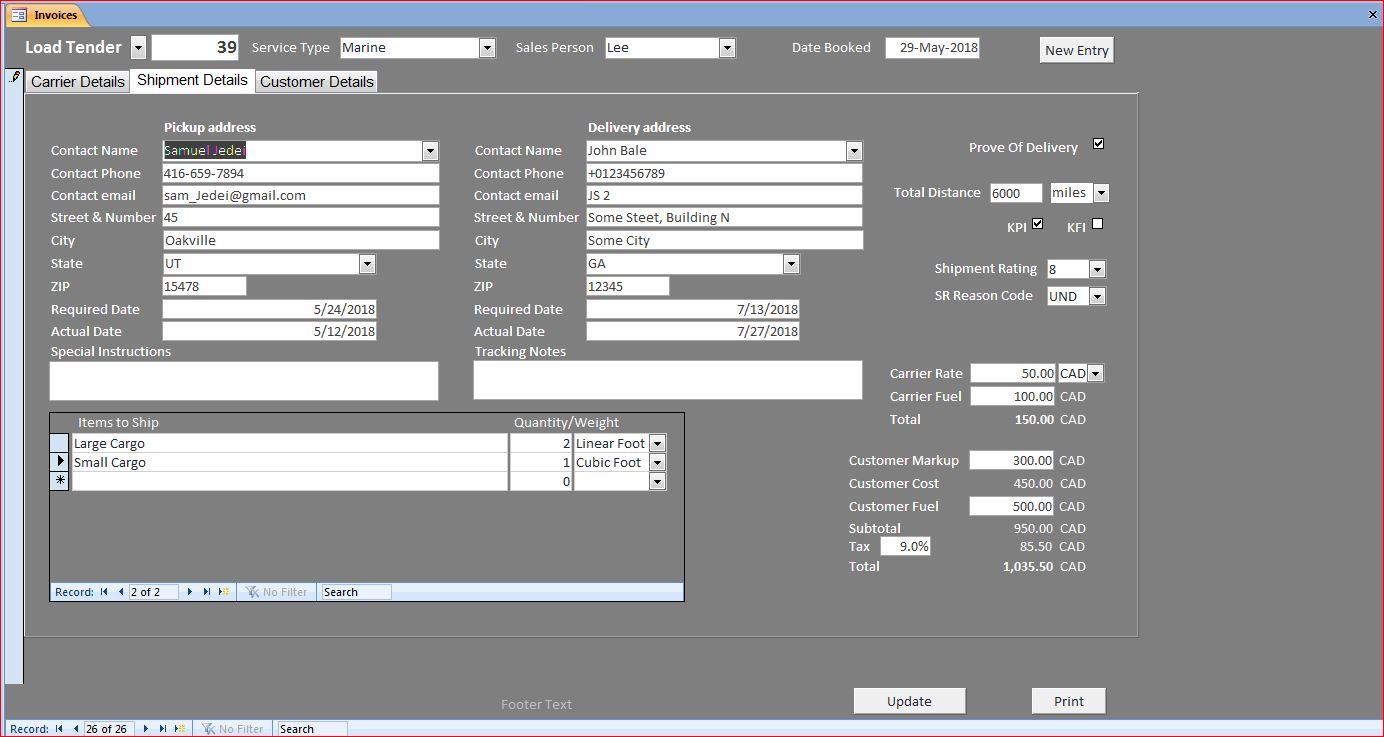 Invoices
Load Tender 39 Service Type Marine Sales Person Lee Date Booked 29-May-2018 New Entry
Carrier Details Shipment Details Customer Details
Pickup address Delivery address
Contact Name Samuel Jedei Contact Name John Bale Prove Of Delivery
Contact Phone 416-659-7894 Contact Phone +0123456789
Contact email sam_Jedei@gmail.com Contact email JS 2 Total Distance 6000 miles
Street & Number 45 Street & Number Some Steet, Building N
KPI KFI
City Oakville City Some City
State UT State GA Shipment Rating 8
ZIP 15478 ZIP 12345 SR Reason Code UND
Required Date 5/24/2018 Required Date 7/13/2018
Actual Date 5/12/2018 Actual Date 7/27/2018
Special Instructions Tracking Notes
Carrier Rate 50.00 CAD
Carrier Fuel 100.00 CAD
Total 150.00 CAD
Items to Ship Quantity/Weight
Large Cargo 2 Linear Foot
Small Cargo 1 Cubic Foot
0
Customer Markup 300.00 CAD
Customer Cost 450.00 CAD
Customer Fuel 500.00 CAD
Subtotal 950.00 CAD
Tax 9.0% 85.50 CAD
Total 1,035.50 CAD
Record: 2 of 2 No Filter Search
Footer Text Update Print
Record: 26 of 26 No Filter Search